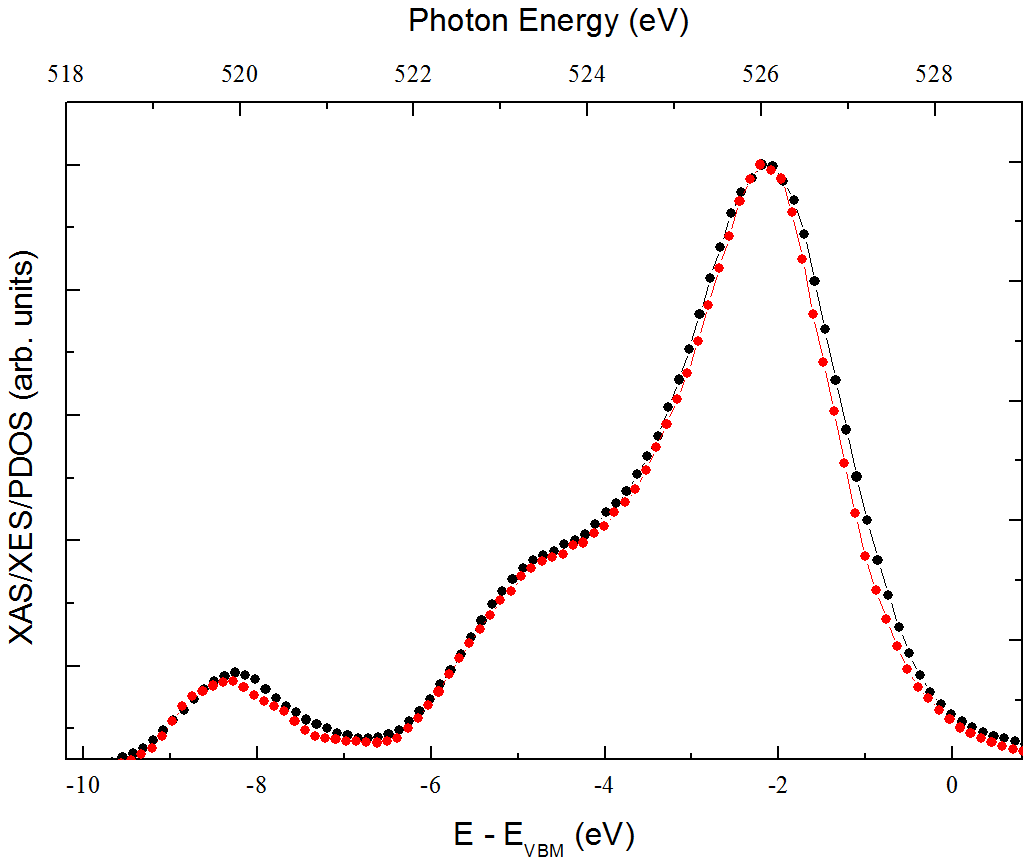 Photon Energy (eV)
518 520 522 524 526 528
XAS/XES/PDOS (arb. units)
-10 -8 -6 -4 -2 0
E - EVBM (eV)